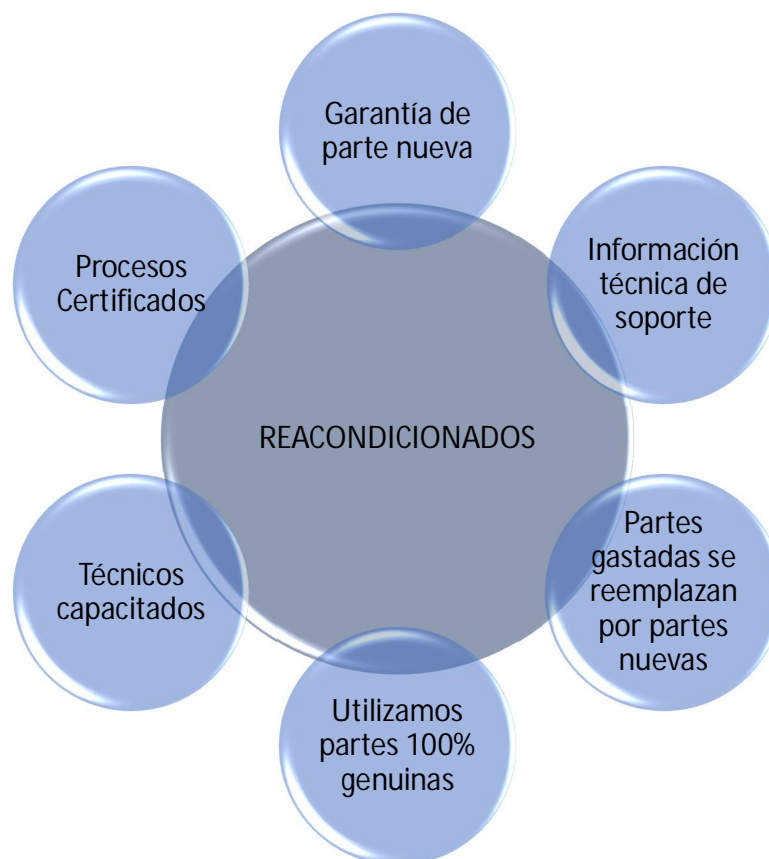 Garantía de
parte nueva
Información
técnica de
soporte
Procesos
Certificados
REACONDICIONADOS
Partes
gastadas se
reemplazan
por partes
nuevas
Técnicos
capacitados
Utilizamos
partes 100%
genuinas